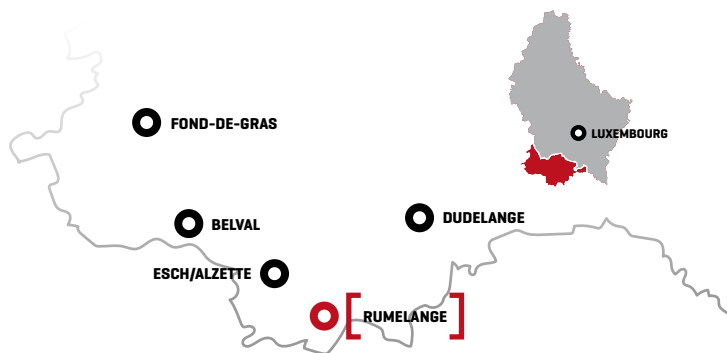 FOND-DE-GRAS
LUXEMBOURG
BELVAL
DUDELANGE
ESCH/ALZETTE
RUMELANGE